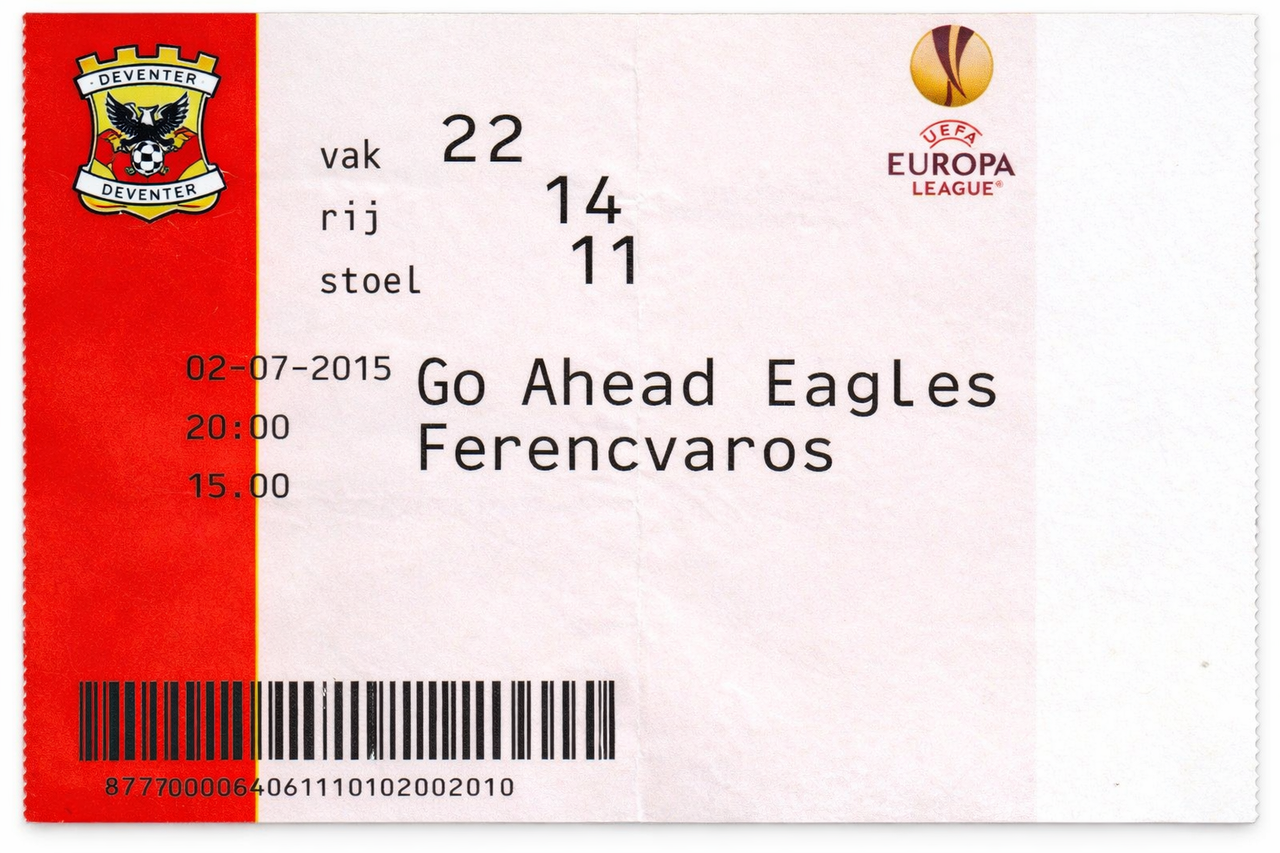 DEVENTER
DEVENTER
UEFA
EUROPA
LEAGUE®
vak 22
rij 14
stoel 11
02-07-2015 Go Ahead Eagles
20:00 Ferencvaros
15.00
8777000064061110102002010